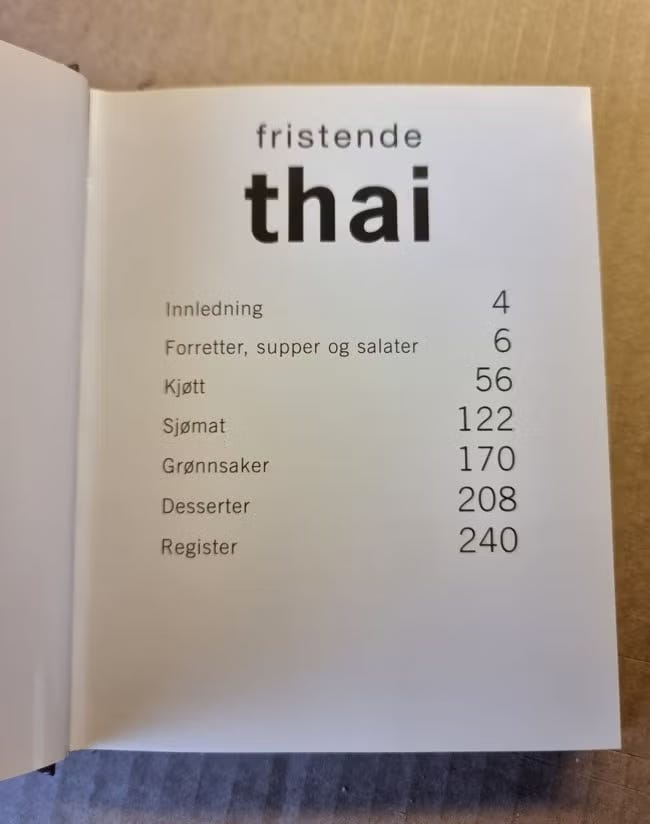 fristende
thai
Innledning 4
Forretter, supper og salater 6
Kjøtt 56
Sjømat 122
Grønnsaker 170
Desserter 208
Register 240